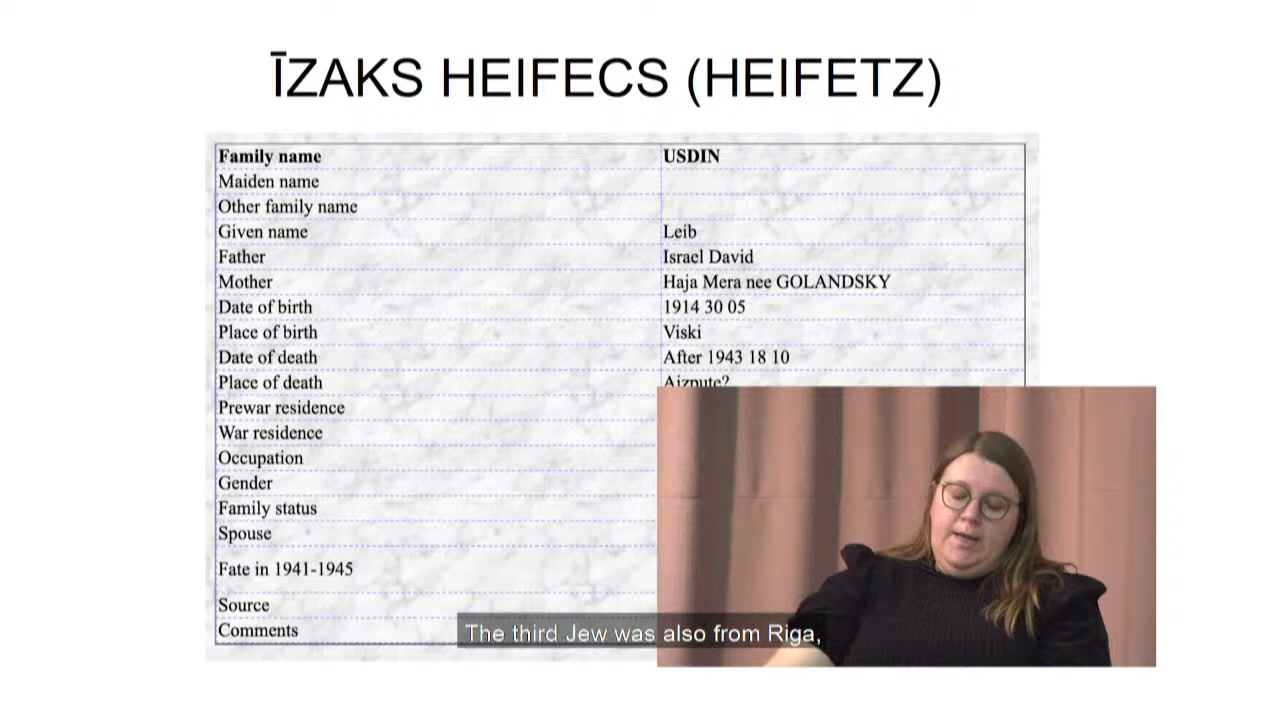 ĪZAKS HEIFECS (HEIFETZ)
Family name USDIN
Maiden name
Other family name
Given name Leib
Father Israel David
Mother Haja Mera nee GOLANDSKY
Date of birth 1914 30 05
Place of birth Viski
Date of death After 1943 18 10
Place of death Aizpute?
Prewar residence
War residence
Occupation
Gender
Family status
Spouse
Fate in 1941-1945
Source
Comments
The third Jew was also from Riga,